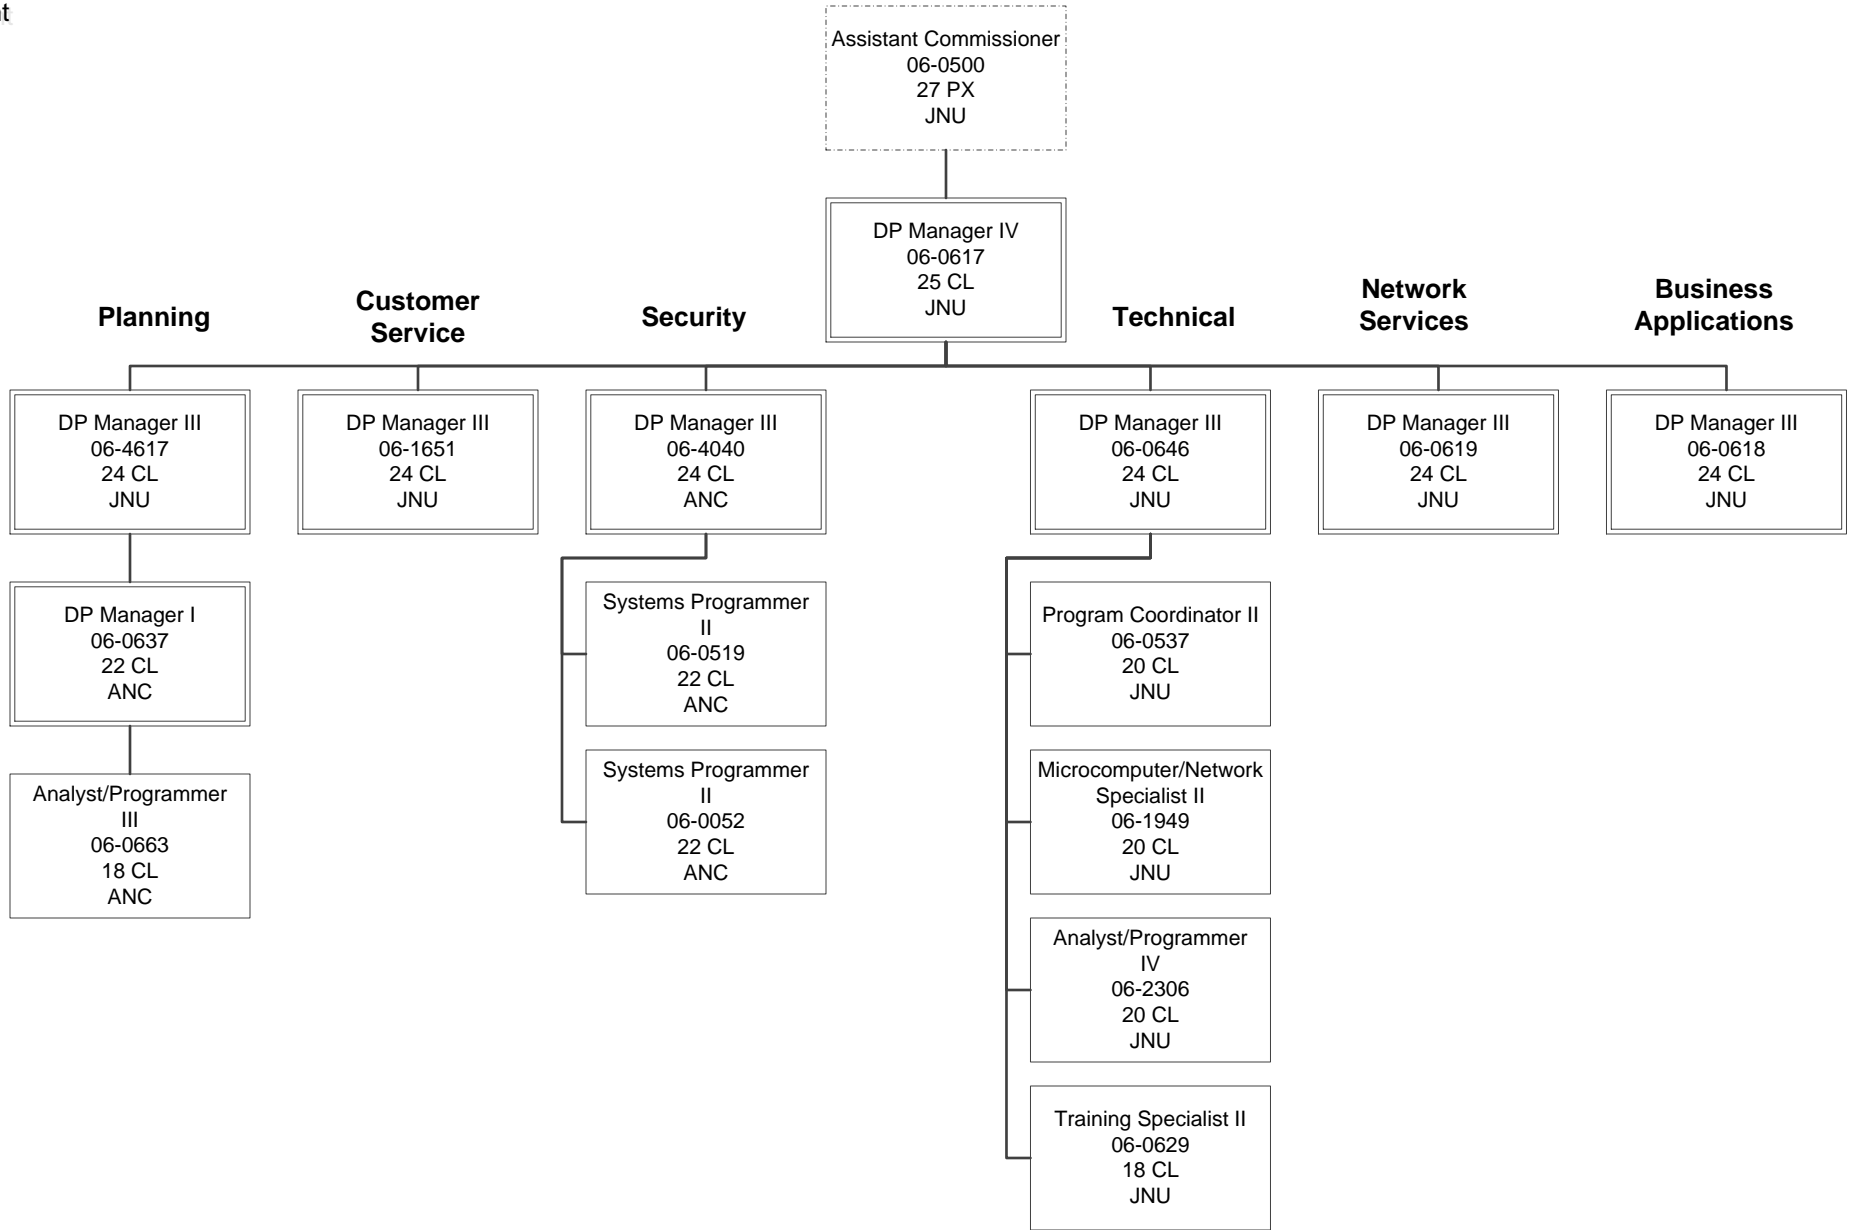 Assistant Commissioner
06-0500
27 PX
JNU
DP Manager IV
06-0617
25 CL
JNU
Planning
Customer
Service
Security
Technical
Network
Services
Business
Applications
DP Manager III
06-4617
24 CL
JNU
DP Manager III
06-1651
24 CL
JNU
DP Manager III
06-4040
24 CL
ANC
DP Manager III
06-0646
24 CL
JNU
DP Manager III
06-0619
24 CL
JNU
DP Manager III
06-0618
24 CL
JNU
DP Manager I
06-0637
22 CL
ANC
Analyst/Programmer
III
06-0663
18 CL
ANC
Systems Programmer
II
06-0519
22 CL
ANC
Systems Programmer
II
06-0052
22 CL
ANC
Program Coordinator II
06-0537
20 CL
JNU
Microcomputer/Network
Specialist II
06-1949
20 CL
JNU
Analyst/Programmer
IV
06-2306
20 CL
JNU
Training Specialist II
06-0629
18 CL
JNU